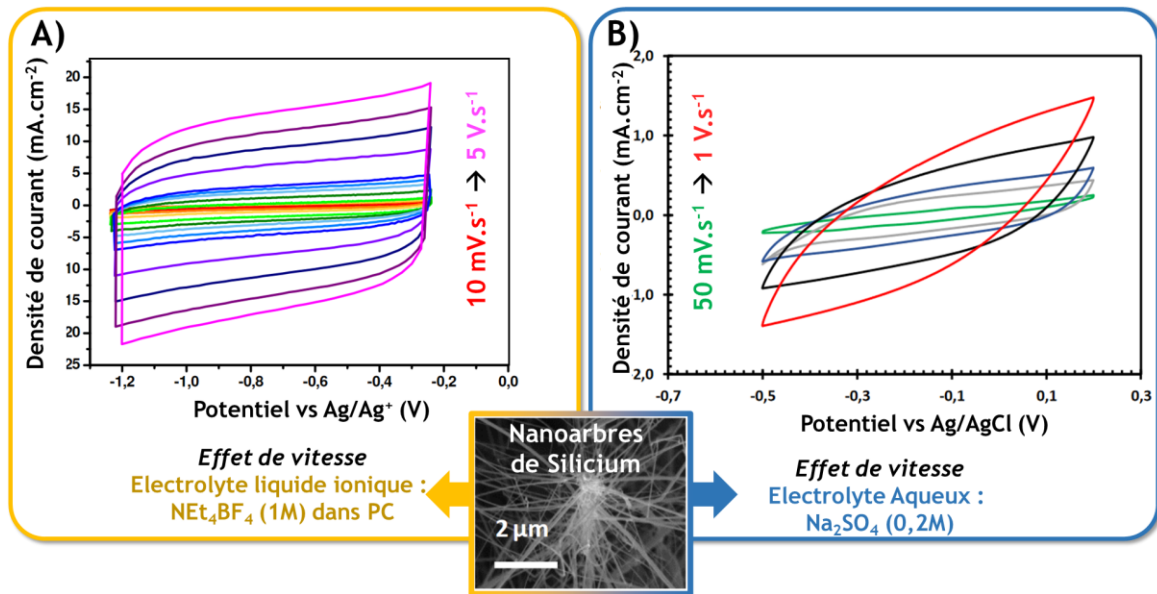 A)
Densité de courant (mA.cm⁻²)
20
15
10
5
0
5
10
15
20
25
-1,2
-1,0
-0,8
-0,6
-0,4
-0,2
0,0
Potentiel vs Ag/Ag⁺ (V)
10 mV.s⁻¹ → 5 V.s⁻¹
Effet de vitesse
Electrolyte liquide ionique :
NEt₄BF₄ (1M) dans PC
B)
Densité de courant (mA.cm⁻²)
2,0
1,0
0,0
1,0
2,0
-0,7
-0,5
-0,3
-0,1
0,1
0,3
Potentiel vs Ag/AgCl (V)
50 mV.s⁻¹ → 1 V.s⁻¹
Effet de vitesse
Electrolyte Aqueux :
Na₂SO₄ (0,2M)
Nanoarbres
de Silicium
2 µm